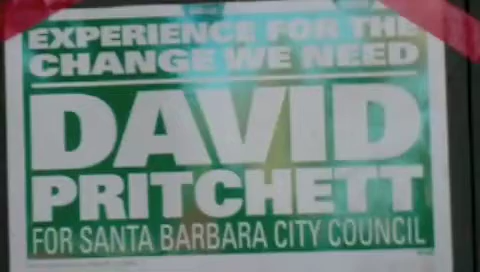 EXPERIENCE FOR THE
CHANGE WE NEED
DAVID
PRITCHETT
FOR SANTA BARBARA CITY COUNCIL